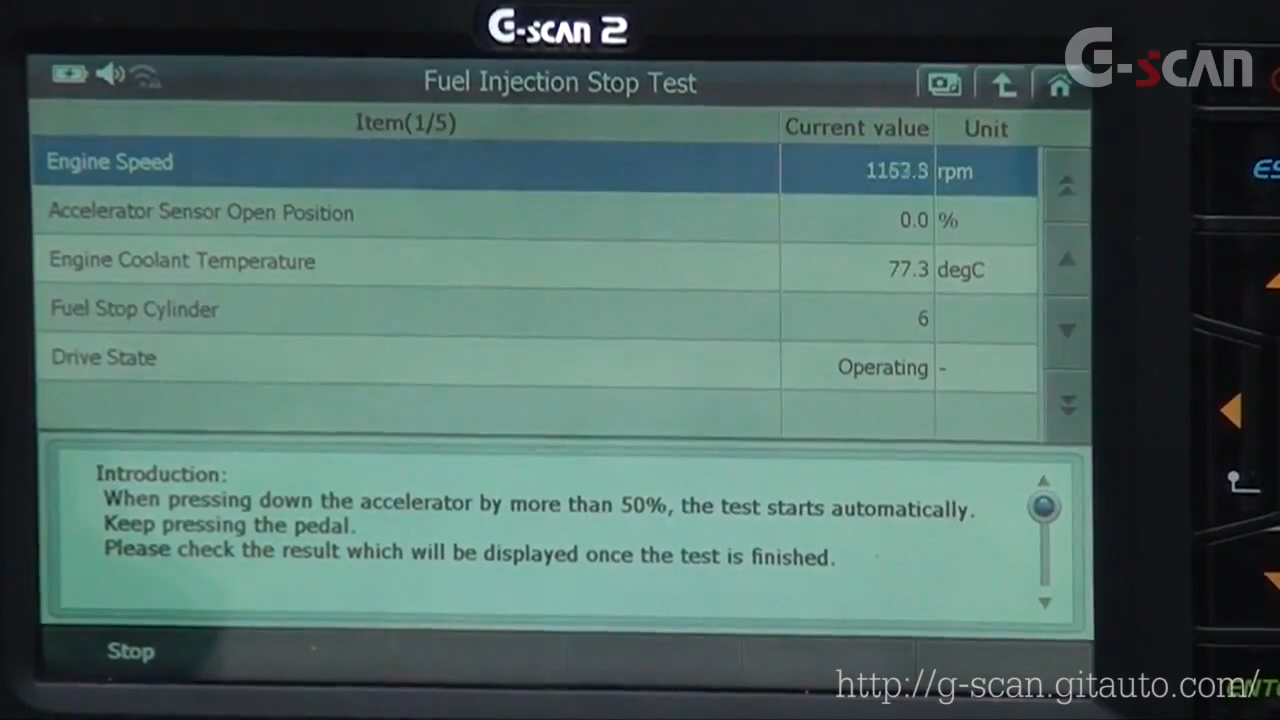 G-scan 2
G-scan
Fuel Injection Stop Test
Item(1/5) Current value Unit
Engine Speed rpm
Accelerator Sensor Open Position 0.0 %
Engine Coolant Temperature 77.3 degC
Fuel Stop Cylinder 6
Drive State Operating -
Introduction:
When pressing down the accelerator by more than 50%, the test starts automatically.
Keep pressing the pedal.
Please check the result which will be displayed once the test is finished.
Stop
http://g-scan.gitauto.com/